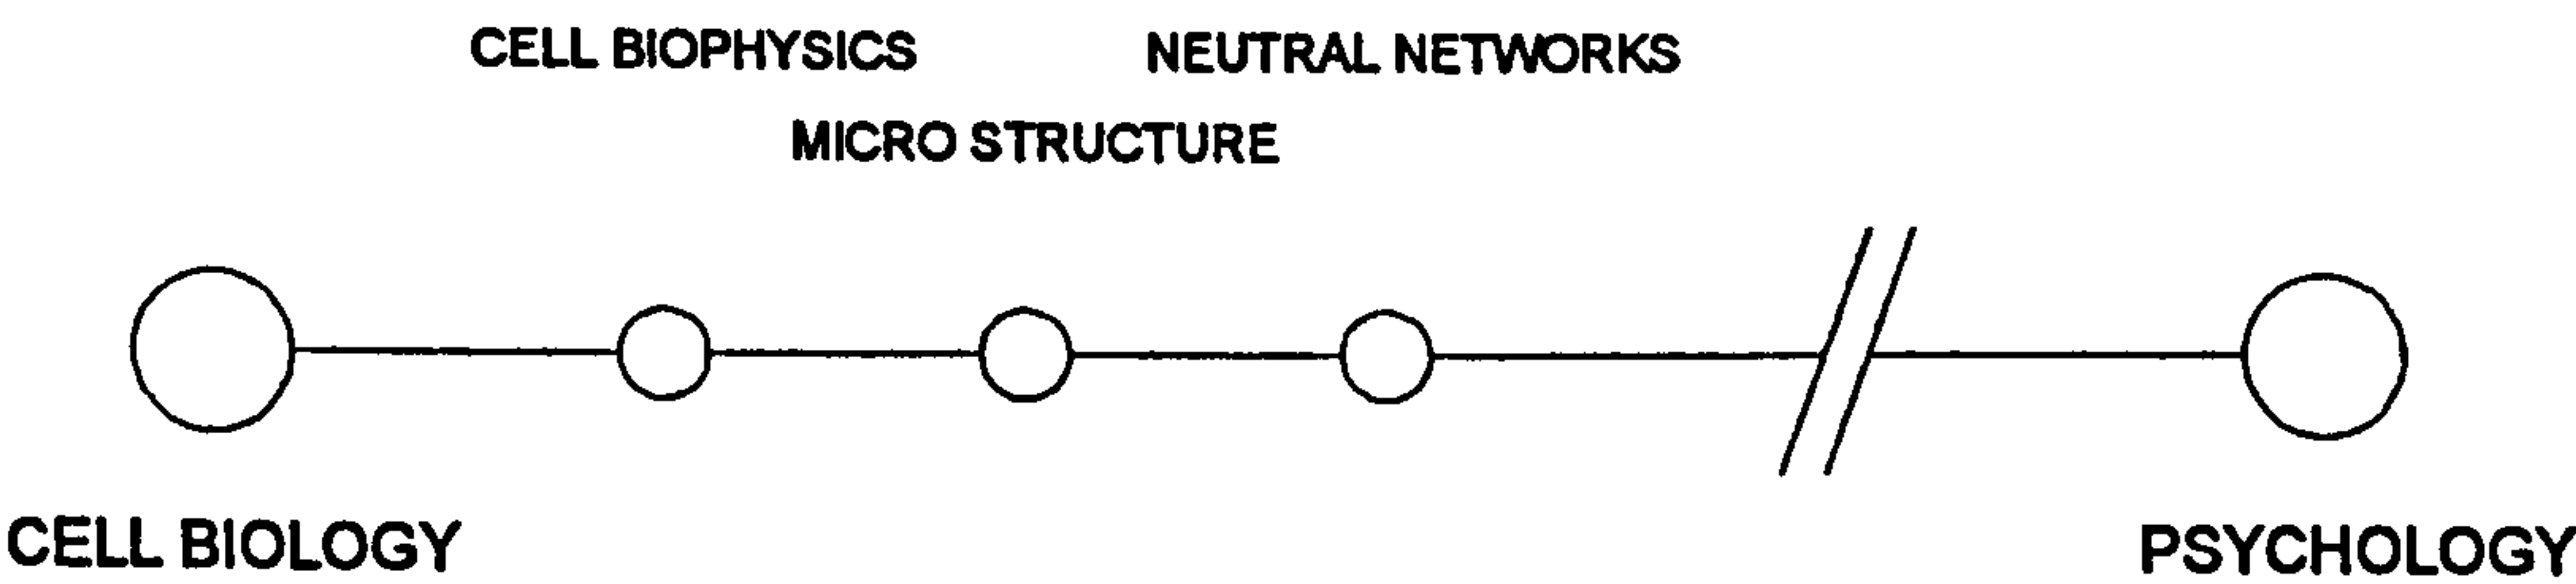 CELL BIOPHYSICS
NEUTRAL NETWORKS
MICRO STRUCTURE
CELL BIOLOGY
PSYCHOLOGY